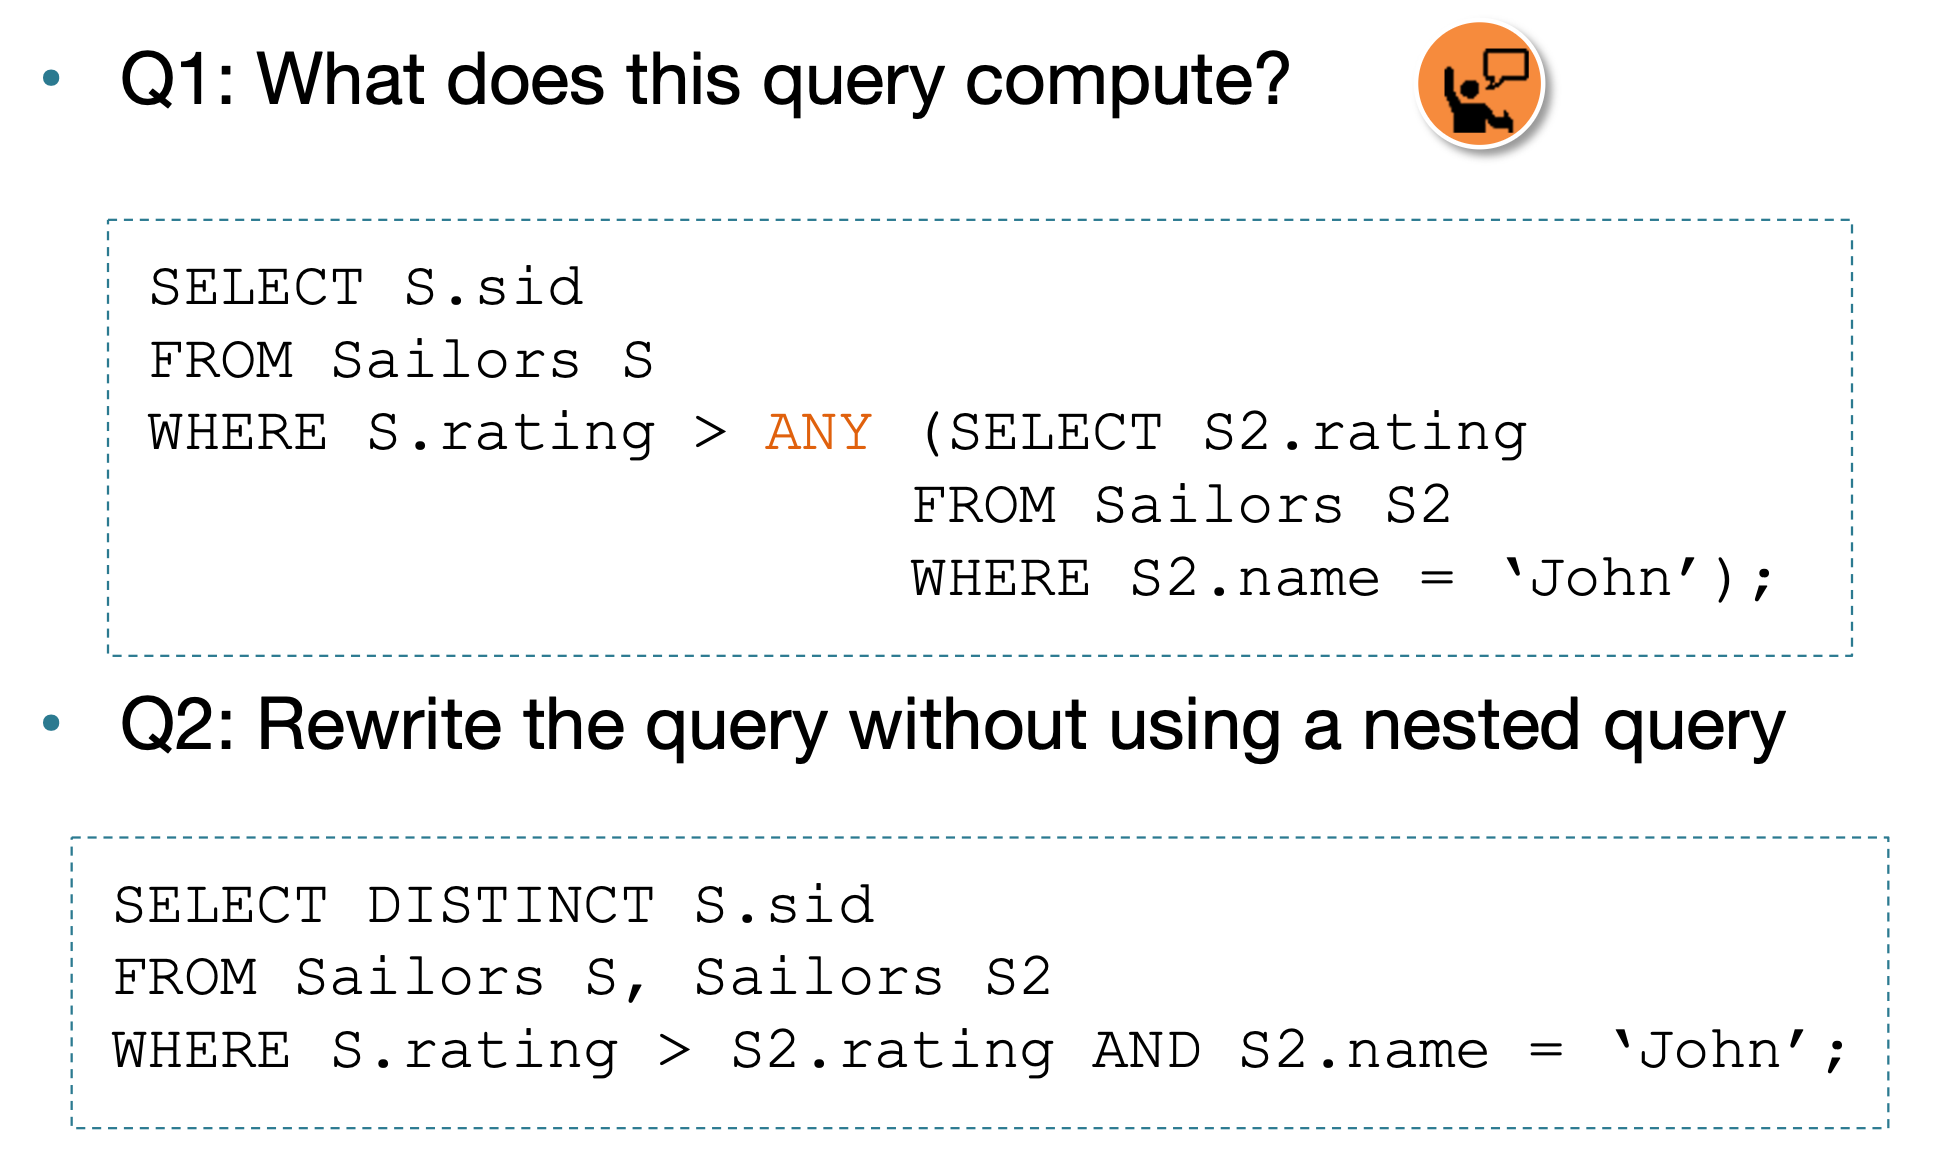 • Q1: What does this query compute?
SELECT S.sid
FROM Sailors S
WHERE S.rating > ANY (SELECT S2.rating
FROM Sailors S2
WHERE S2.name = ‘John’);
• Q2: Rewrite the query without using a nested query
SELECT DISTINCT S.sid
FROM Sailors S, Sailors S2
WHERE S.rating > S2.rating AND S2.name = ‘John’;